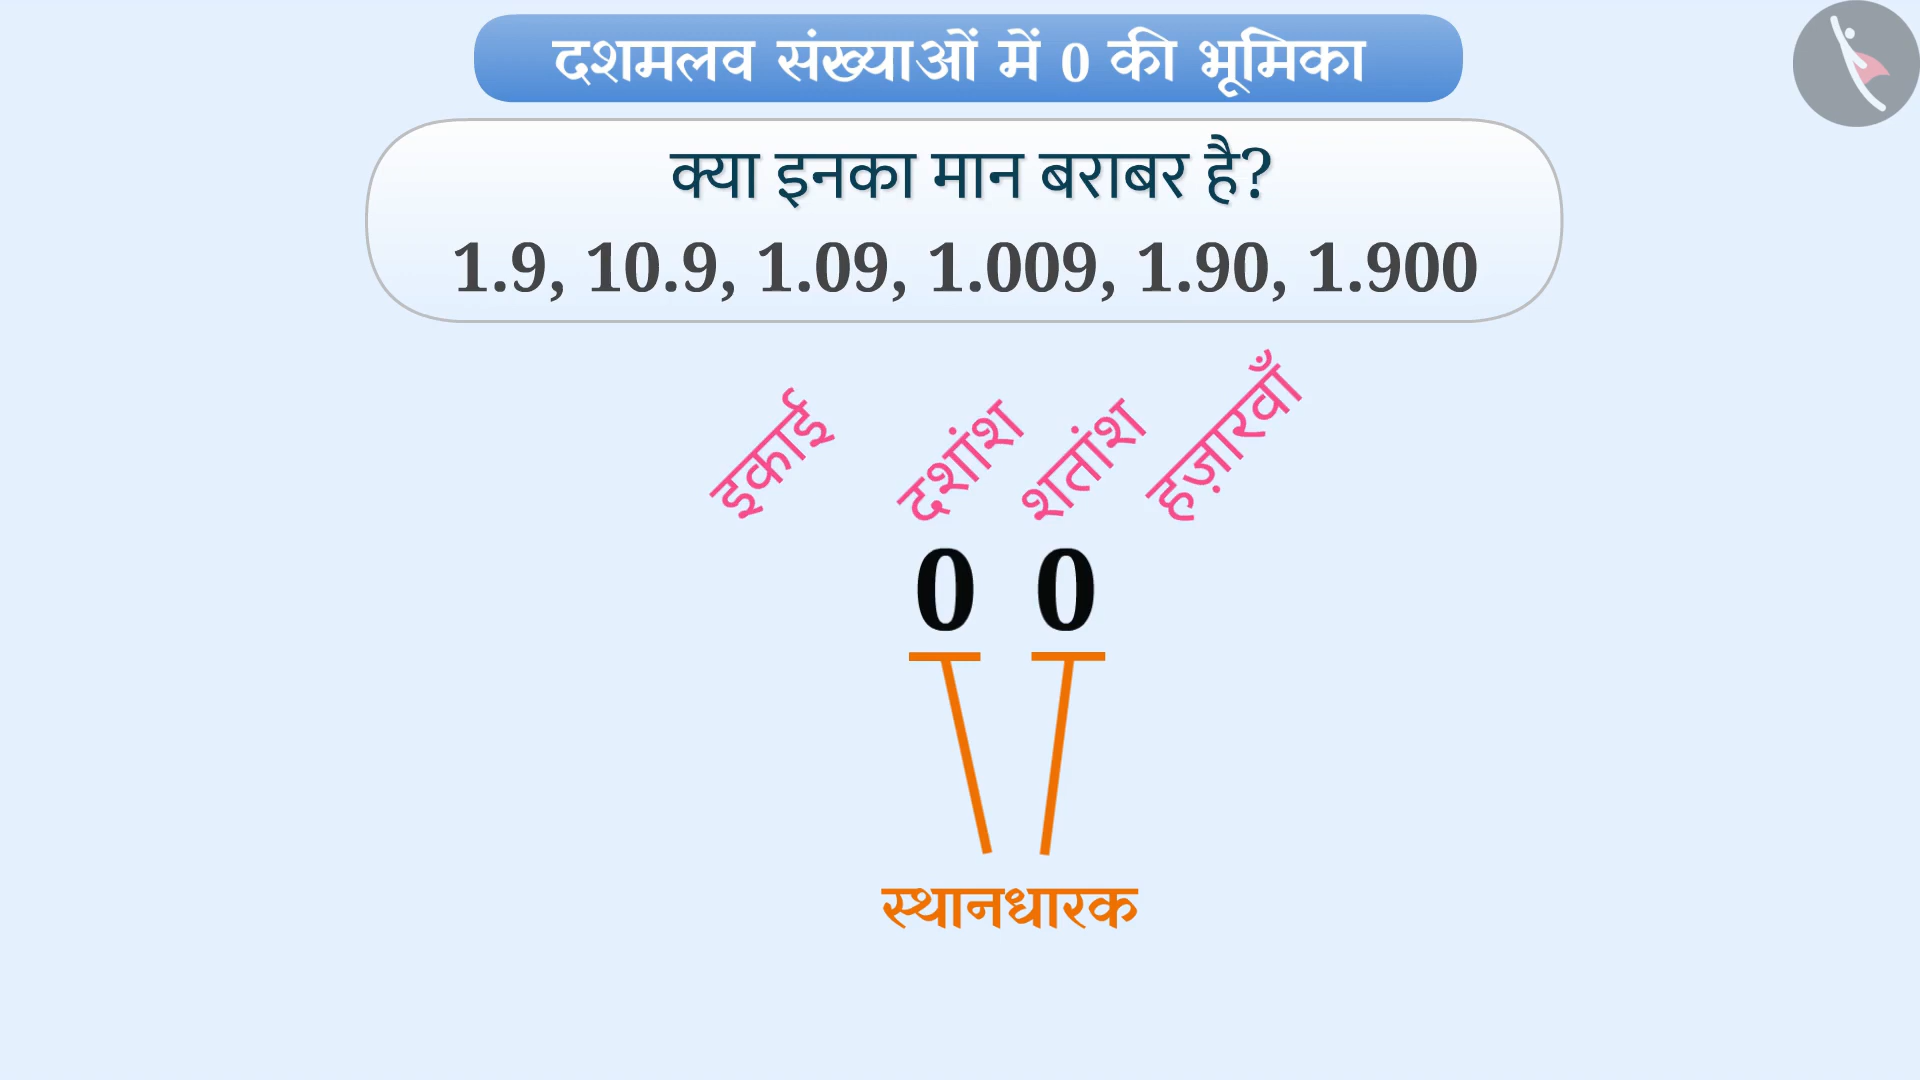 दशमलव संख्याओं में 0 की भूमिका
क्या इनका मान बराबर है?
1.9, 10.9, 1.09, 1.009, 1.90, 1.900
इकाई दशांश शतांश हज़ारवाँ
0 0
स्थानधारक